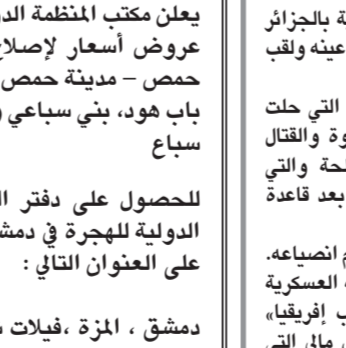 ة بالجزائر
عينه ولقب
التي حلت
وة والقتال
لحة والتي
بعد قاعدة
م انصياعه.
العسكرية
ب إفريقيا»
مالي التي
يعلن مكتب المنظمة الدو
عروض أسعار لإصلاح
حمص – مدينة حمص
باب هود، بني سباعي
سباع
للحصول على دفتر ال
الدولية للهجرة في دمش
على العنوان التالي :
دمشق ، المزة ،فيلات